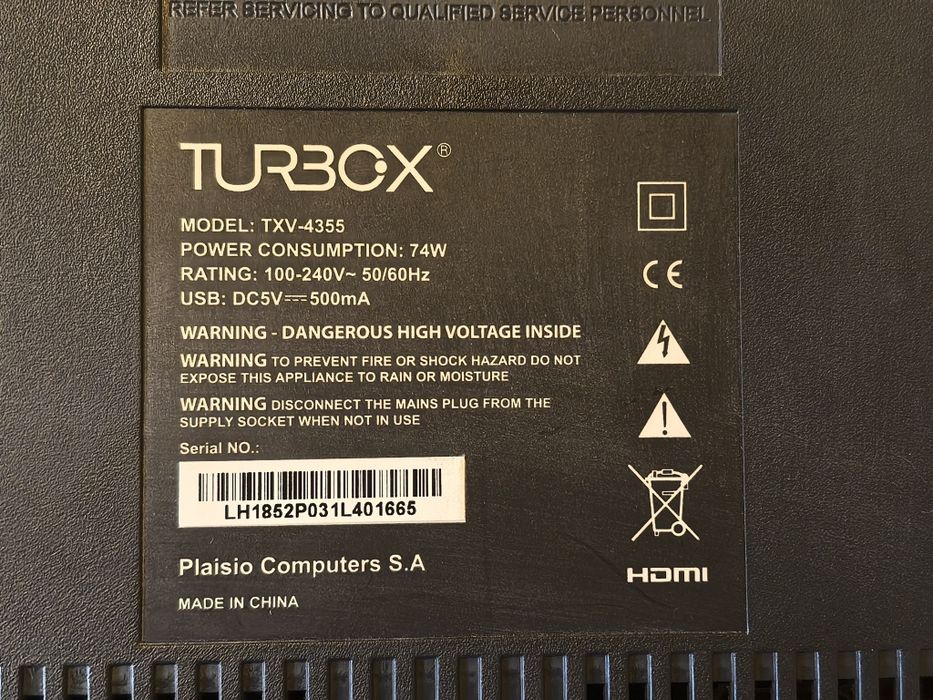 REFER SERVICING TO QUALIFIED SERVICE PERSONNEL
TURBOX®
MODEL: TXV-4355
POWER CONSUMPTION: 74W
RATING: 100-240V~ 50/60Hz
USB: DC5V⎓500mA
WARNING - DANGEROUS HIGH VOLTAGE INSIDE
WARNING TO PREVENT FIRE OR SHOCK HAZARD DO NOT
EXPOSE THIS APPLIANCE TO RAIN OR MOISTURE
WARNING DISCONNECT THE MAINS PLUG FROM THE
SUPPLY SOCKET WHEN NOT IN USE
Serial NO.:
LH1852P031L401665
Plaisio Computers S.A
MADE IN CHINA
CE
HDMI